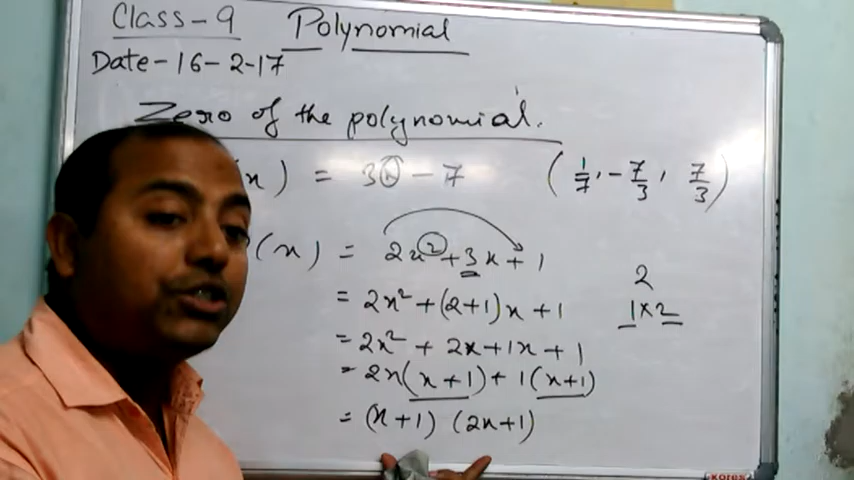 Class-9 Polynomial
Date-16-2-17
Zero of the polynomial.
(x) = 3x - 7 (1/7, -7/3, 7/3)
(x) = 2x² + 3x + 1
= 2x² + (2+1)x + 1
2
1x2
= 2x² + 2x + 1x + 1
= 2x(x+1) + 1(x+1)
= (x+1) (2x+1)
kores